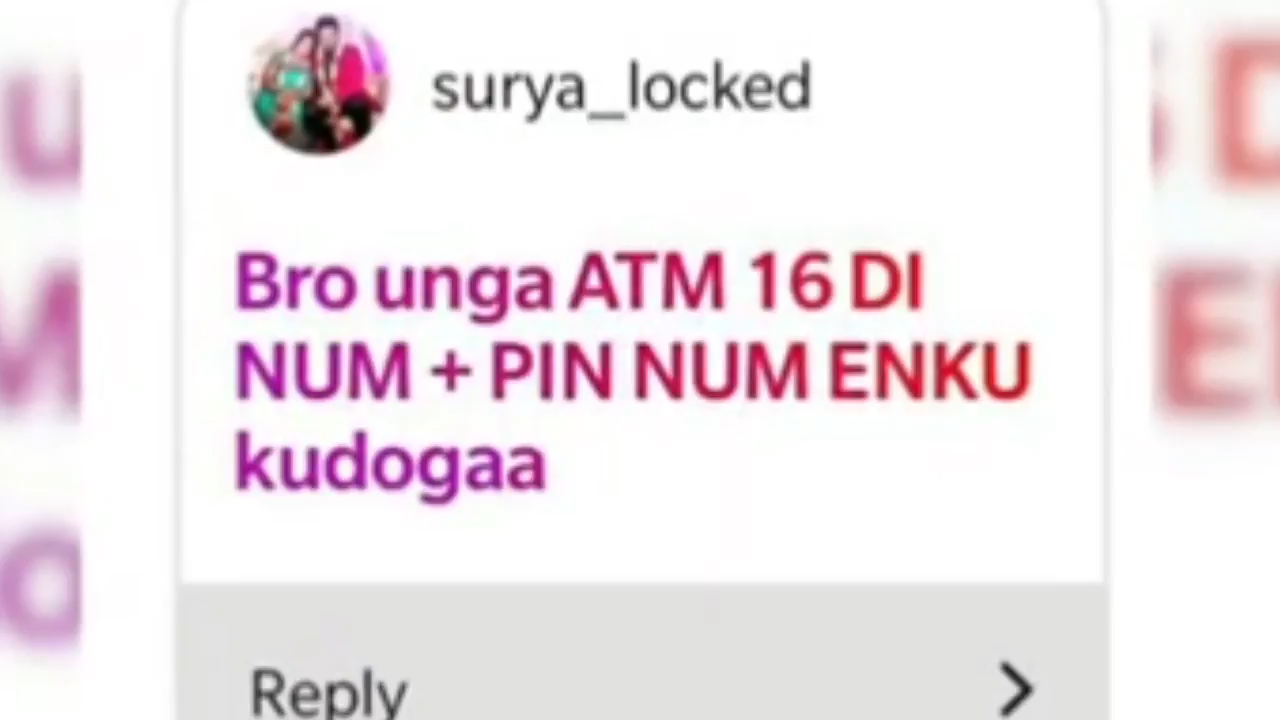 surya_locked
Bro unga ATM 16 DI
NUM + PIN NUM ENKU
kudogaa
Reply